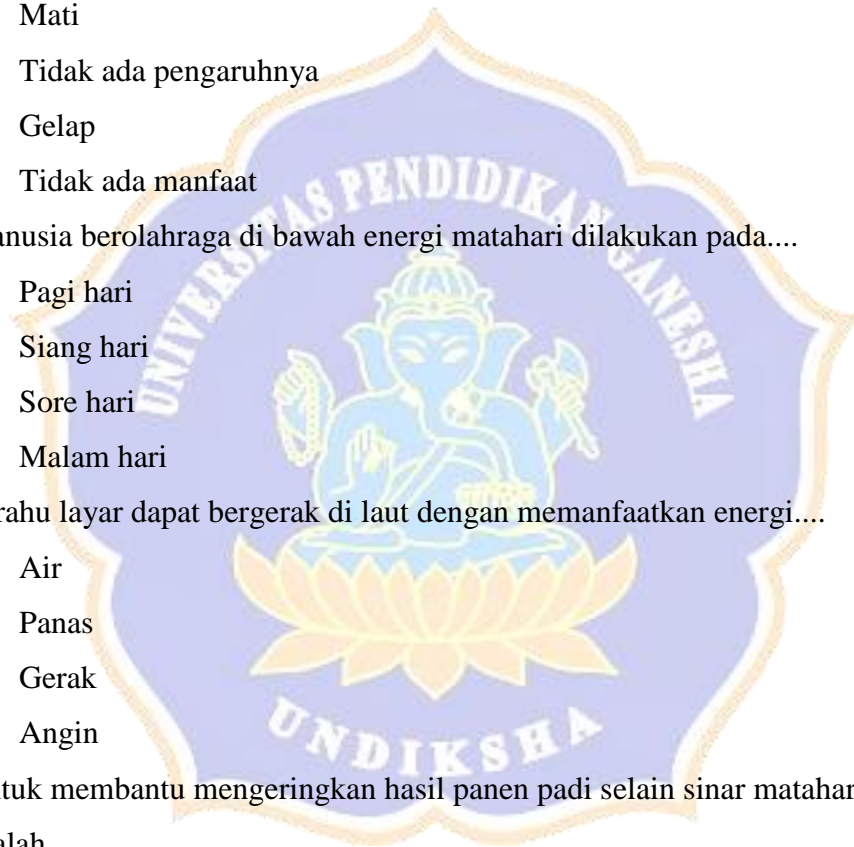 Mati
Tidak ada pengaruhnya
Gelap
Tidak ada manfaat
anusia berolahraga di bawah energi matahari dilakukan pada....
Pagi hari
Siang hari
Sore hari
Malam hari
rahu layar dapat bergerak di laut dengan memanfaatkan energi....
Air
Panas
Gerak
Angin
tuk membantu mengeringkan hasil panen padi selain sinar matahar
alah
UNIVERSITAS PENDIDIKAN GANESHA
UNDIKSHA